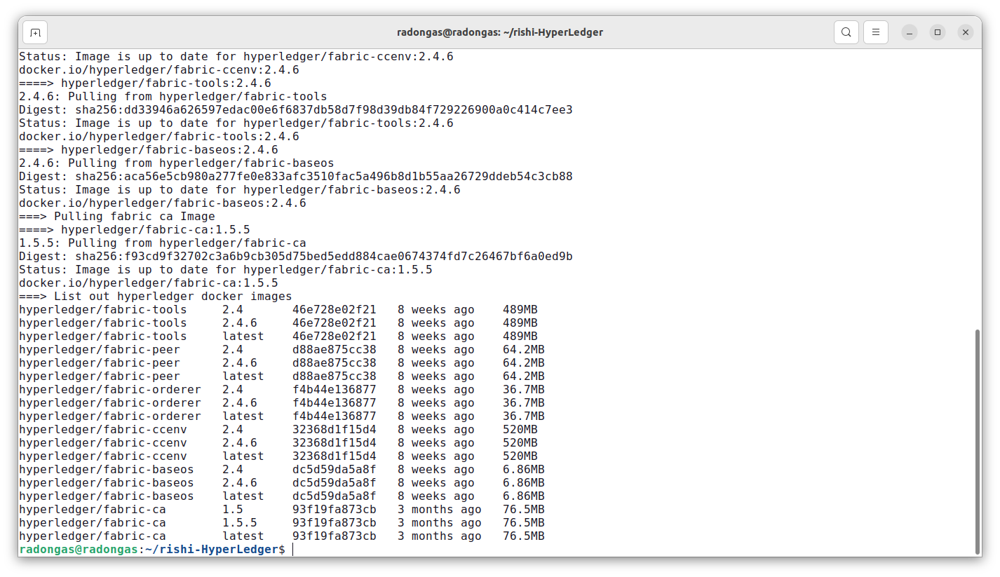 radongas@radongas: ~/rishi-HyperLedger
Status: Image is up to date for hyperledger/fabric-ccenv:2.4.6
docker.io/hyperledger/fabric-ccenv:2.4.6
====> hyperledger/fabric-tools:2.4.6
2.4.6: Pulling from hyperledger/fabric-tools
Digest: sha256:dd33946a626597edac00e6f6837db58d7f98d39db84f729226900a0c414c7ee3
Status: Image is up to date for hyperledger/fabric-tools:2.4.6
docker.io/hyperledger/fabric-tools:2.4.6
====> hyperledger/fabric-baseos:2.4.6
2.4.6: Pulling from hyperledger/fabric-baseos
Digest: sha256:aca56e5cb980a277fe0e833afc3510fac5a496b8d1b55aa26729ddeb54c3cb88
Status: Image is up to date for hyperledger/fabric-baseos:2.4.6
docker.io/hyperledger/fabric-baseos:2.4.6
===> Pulling fabric ca Image
====> hyperledger/fabric-ca:1.5.5
1.5.5: Pulling from hyperledger/fabric-ca
Digest: sha256:f93cd9f32702c3a6b9cb305d75bed5edd884cae0674374fd7c26467bf6a0ed9b
Status: Image is up to date for hyperledger/fabric-ca:1.5.5
docker.io/hyperledger/fabric-ca:1.5.5
===> List out hyperledger docker images
hyperledger/fabric-tools     2.4       46e728e02f21   8 weeks ago    489MB
hyperledger/fabric-tools     2.4.6     46e728e02f21   8 weeks ago    489MB
hyperledger/fabric-tools     latest    46e728e02f21   8 weeks ago    489MB
hyperledger/fabric-peer      2.4       d88ae875cc38   8 weeks ago    64.2MB
hyperledger/fabric-peer      2.4.6     d88ae875cc38   8 weeks ago    64.2MB
hyperledger/fabric-peer      latest    d88ae875cc38   8 weeks ago    64.2MB
hyperledger/fabric-orderer   2.4       f4b44e136877   8 weeks ago    36.7MB
hyperledger/fabric-orderer   2.4.6     f4b44e136877   8 weeks ago    36.7MB
hyperledger/fabric-orderer   latest    f4b44e136877   8 weeks ago    36.7MB
hyperledger/fabric-ccenv     2.4       32368d1f15d4   8 weeks ago    520MB
hyperledger/fabric-ccenv     2.4.6     32368d1f15d4   8 weeks ago    520MB
hyperledger/fabric-ccenv     latest    32368d1f15d4   8 weeks ago    520MB
hyperledger/fabric-baseos    2.4       dc5d59da5a8f   8 weeks ago    6.86MB
hyperledger/fabric-baseos    2.4.6     dc5d59da5a8f   8 weeks ago    6.86MB
hyperledger/fabric-baseos    latest    dc5d59da5a8f   8 weeks ago    6.86MB
hyperledger/fabric-ca        1.5       93f19fa873cb   3 months ago   76.5MB
hyperledger/fabric-ca        1.5.5     93f19fa873cb   3 months ago   76.5MB
hyperledger/fabric-ca        latest    93f19fa873cb   3 months ago   76.5MB
radongas@radongas:~/rishi-HyperLedger$